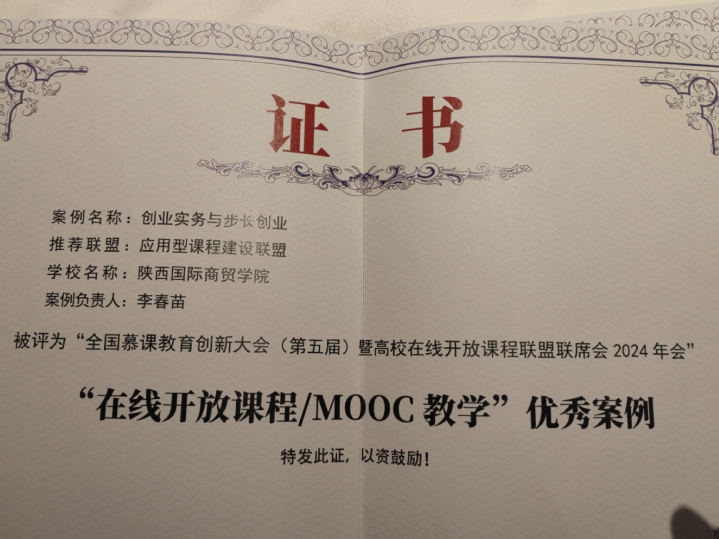 证 书
案例名称：创业实务与步长创业
推荐联盟：应用型课程建设联盟
学校名称：陕西国际商贸学院
案例负责人：李春苗
被评为“全国慕课教育创新大会（第五届）暨高校在线开放课程联盟联席会 2024 年会”
“在线开放课程/MOOC 教学”优秀案例
特发此证，以资鼓励！